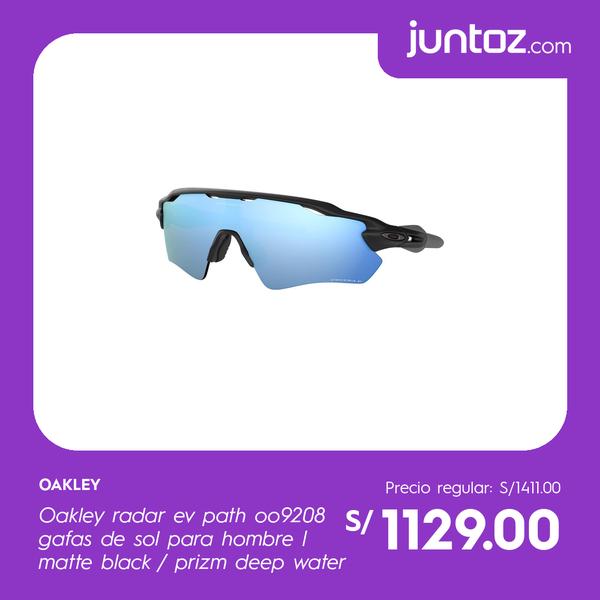 juntoz.com
OAKLEY
Oakley radar ev path oo9208
gafas de sol para hombre |
matte black / prizm deep water
Precio regular: S/1411.00
S/1129.00